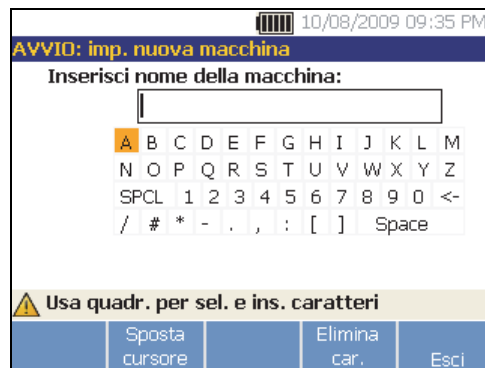 10/08/2009 09:35 PM
AVVIO: imp. nuova macchina
Inserisci nome della macchina:
A B C D E F G H I J K L M
N O P Q R S T U V W X Y Z
SPCL 1 2 3 4 5 6 7 8 9 0 <-
/ # * - . , : [ ] Space
Usa quadr. per sel. e ins. caratteri
Sposta cursore
Elimina car.
Esci